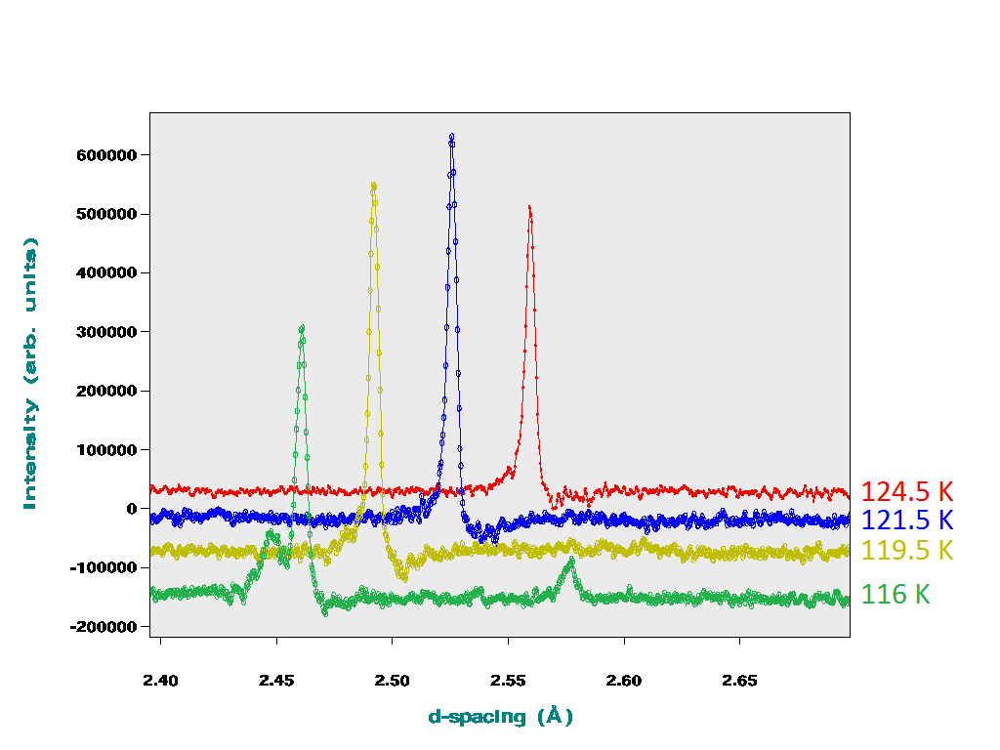 Intensity (arb. units)
600000
500000
400000
300000
200000
100000
0
-100000
-200000
124.5 K
121.5 K
119.5 K
116 K
2.40 2.45 2.50 2.55 2.60 2.65
d-spacing (Å)